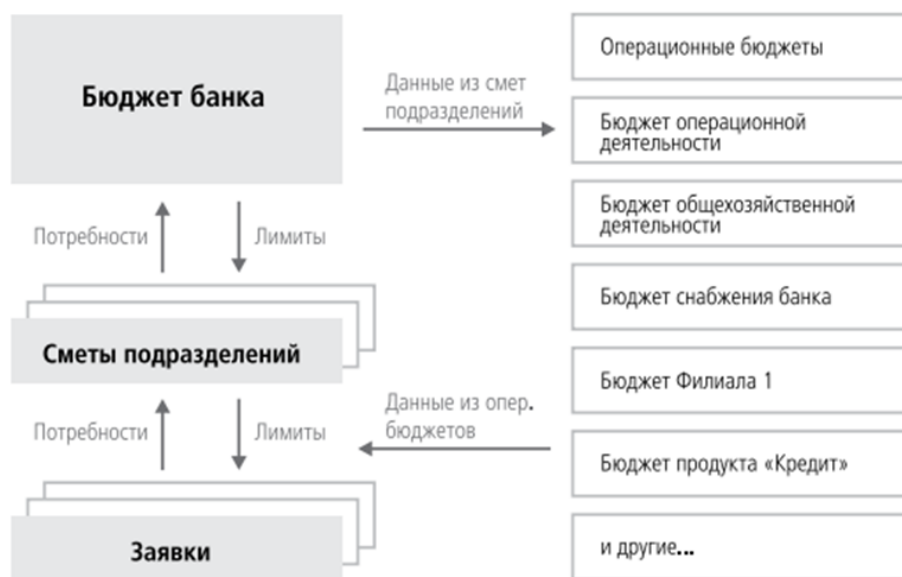 Бюджет банка
Данные из смет
подразделений
Потребности
Лимиты
Сметы подразделений
Потребности
Лимиты
Данные из опер.
бюджетов
Заявки
Операционные бюджеты
Бюджет операционной
деятельности
Бюджет общехозяйственной
деятельности
Бюджет снабжения банка
Бюджет Филиала 1
Бюджет продукта «Кредит»
и другие...